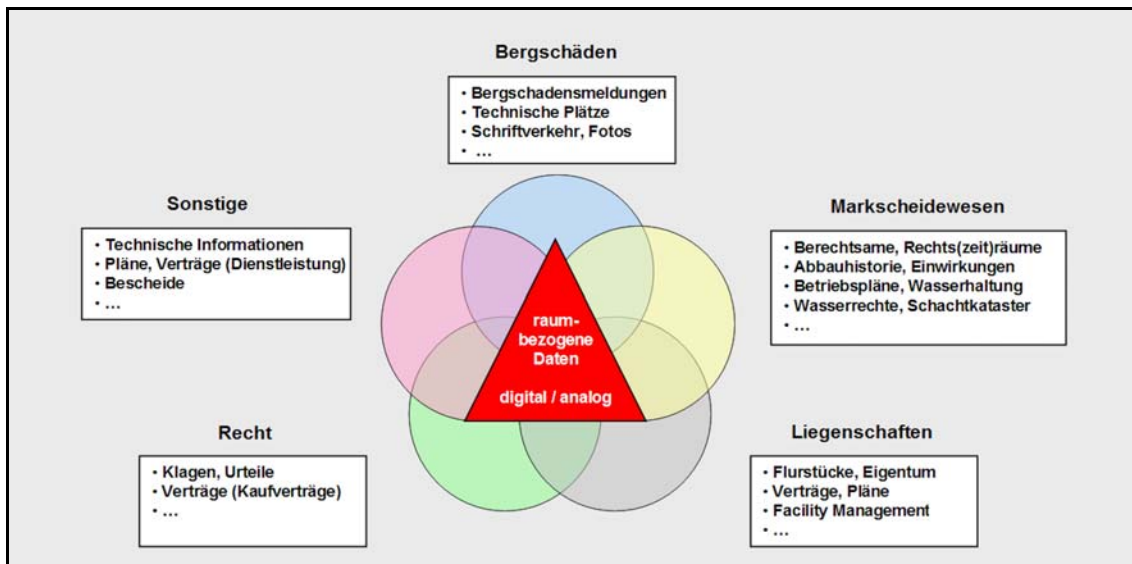 Bergschäden
• Bergschadensmeldungen
• Technische Plätze
• Schriftverkehr, Fotos
• ...
Sonstige
• Technische Informationen
• Pläne, Verträge (Dienstleistung)
• Bescheide
• ...
Markscheidewesen
• Berechtsame, Rechts(zeit)räume
• Abbauhistorie, Einwirkungen
• Betriebspläne, Wasserhaltung
• Wasserrechte, Schachtkataster
• ...
raum-
bezogene
Daten
digital / analog
Recht
• Klagen, Urteile
• Verträge (Kaufverträge)
• ...
Liegenschaften
• Flurstücke, Eigentum
• Verträge, Pläne
• Facility Management
• ...